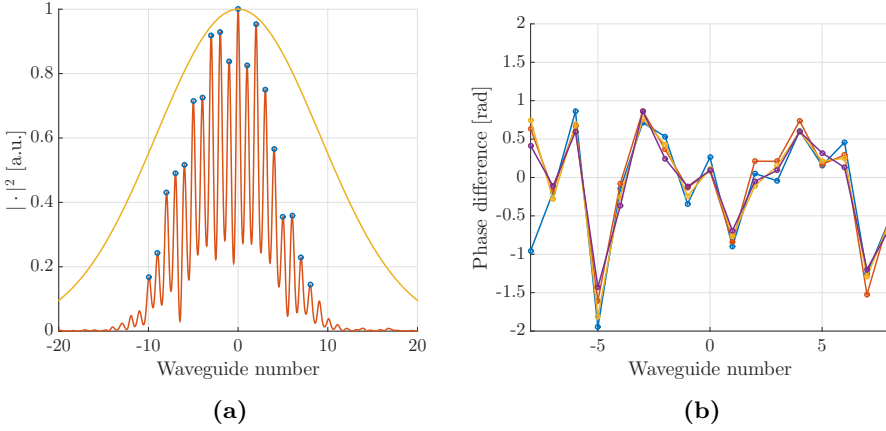 1
0.8
0.6
0.4
0.2
0
-20 -10 0 10 20
Waveguide number
| · |² [a.u.]
(a)
2
1.5
1
0.5
0
-0.5
-1
-1.5
-2
-5 0 5
Waveguide number
Phase difference [rad]
(b)